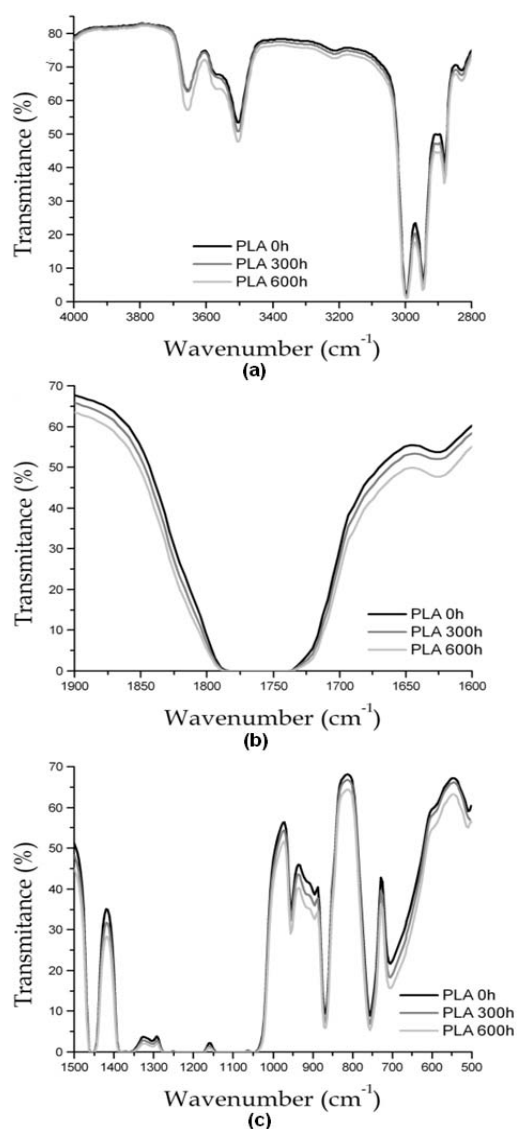 80
70
60
50
40
30
20
10
0
Transmitance (%)
PLA 0h
PLA 300h
PLA 600h
4000 3800 3600 3400 3200 3000 2800
Wavenumber (cm⁻¹)
(a)
70
60
50
40
30
20
10
0
Transmitance (%)
PLA 0h
PLA 300h
PLA 600h
1900 1850 1800 1750 1700 1650 1600
Wavenumber (cm⁻¹)
(b)
70
60
50
40
30
20
10
0
Transmitance (%)
PLA 0h
PLA 300h
PLA 600h
1500 1400 1300 1200 1100 1000 900 800 700 600 500
Wavenumber (cm⁻¹)
(c)